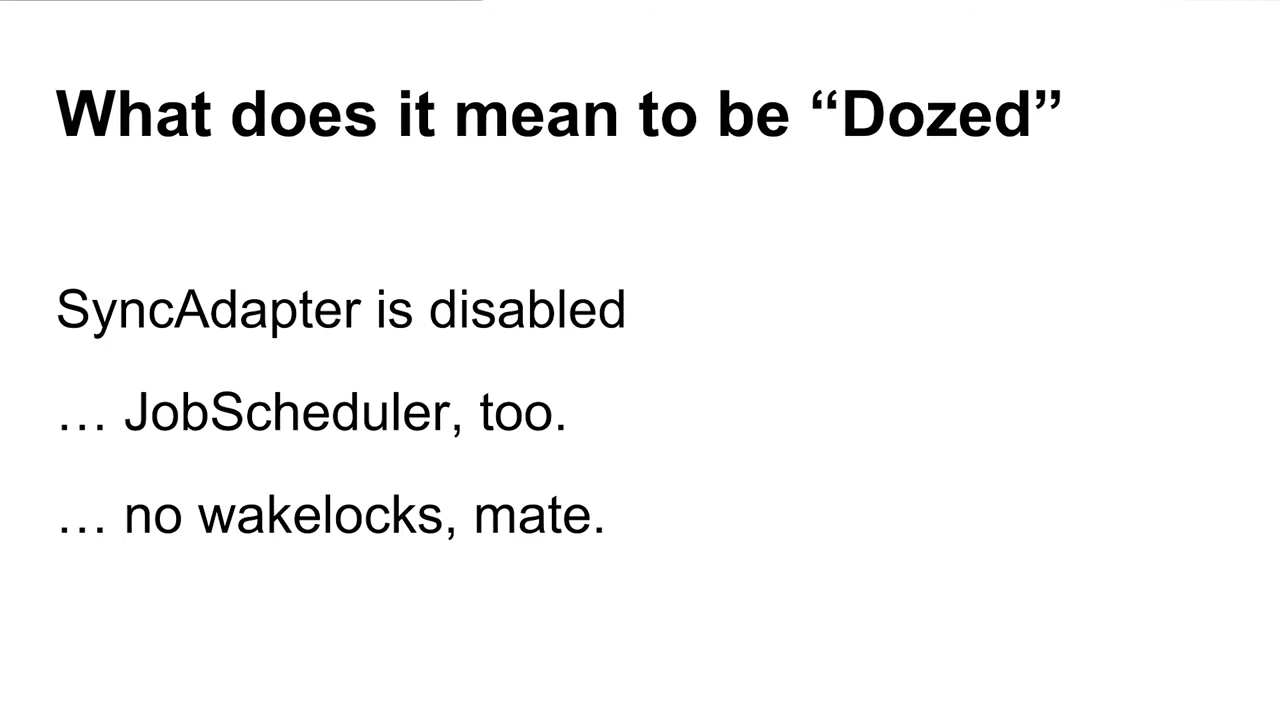 What does it mean to be “Dozed”
SyncAdapter is disabled
… JobScheduler, too.
… no wakelocks, mate.